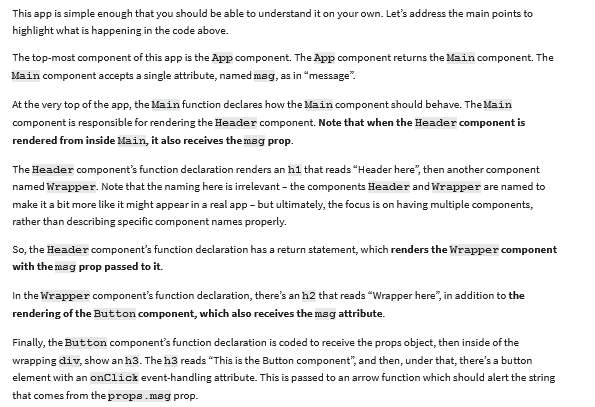 This app is simple enough that you should be able to understand it on your own. Let’s address the main points to
highlight what is happening in the code above.
The top-most component of this app is the App component. The App component returns the Main component. The
Main component accepts a single attribute, named msg, as in “message”.
At the very top of the app, the Main function declares how the Main component should behave. The Main
component is responsible for rendering the Header component. Note that when the Header component is
rendered from inside Main, it also receives the msg prop.
The Header component’s function declaration renders an h1 that reads “Header here”, then another component
named Wrapper. Note that the naming here is irrelevant – the components Header and Wrapper are named to
make it a bit more like it might appear in a real app – but ultimately, the focus is on having multiple components,
rather than describing specific component names properly.
So, the Header component’s function declaration has a return statement, which renders the Wrapper component
with the msg prop passed to it.
In the Wrapper component’s function declaration, there’s an h2 that reads “Wrapper here”, in addition to the
rendering of the Button component, which also receives the msg attribute.
Finally, the Button component’s function declaration is coded to receive the props object, then inside of the
wrapping div, show an h3. The h3 reads “This is the Button component”, and then, under that, there’s a button
element with an onClick event-handling attribute. This is passed to an arrow function which should alert the string
that comes from the props.msg prop.